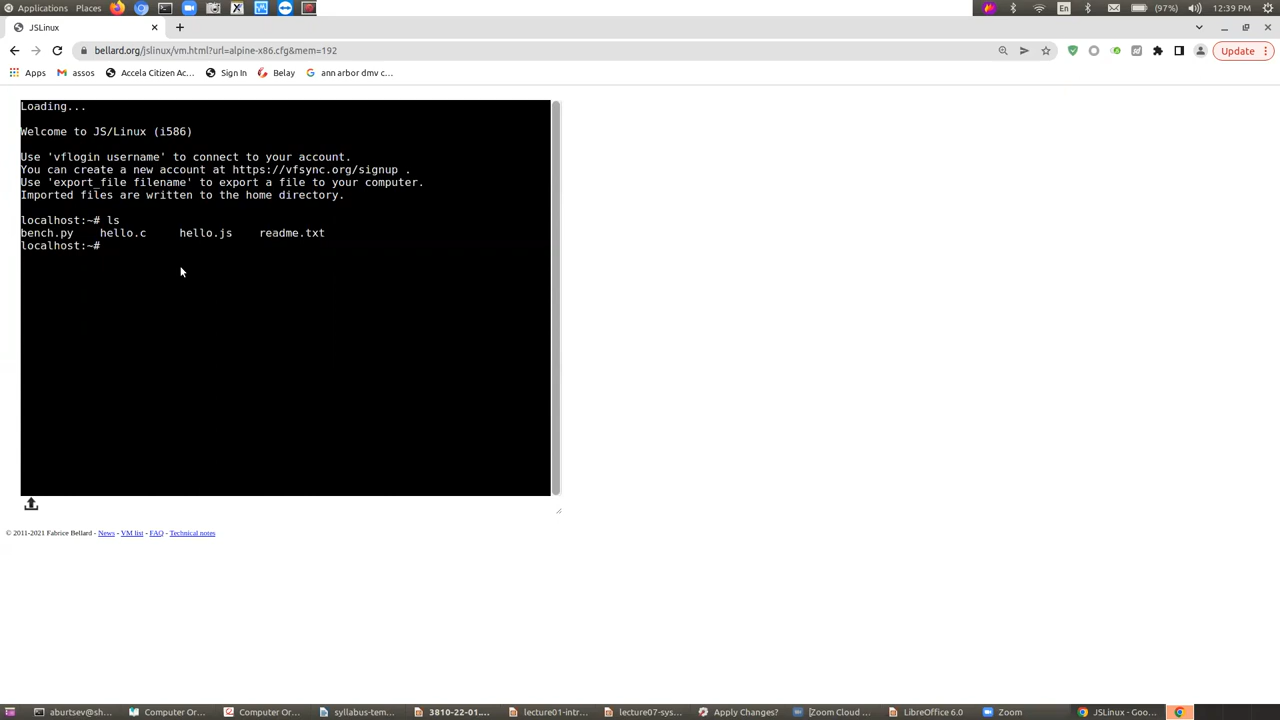 Applications Places En (97%) 12:39 PM
JSLinux
bellard.org/jslinux/vm.html?url=alpine-x86.cfg&mem=192 Update
Apps assos Accela Citizen Ac... Sign In Belay ann arbor dmv c...
Loading...
Welcome to JS/Linux (i586)
Use 'vflogin username' to connect to your account.
You can create a new account at https://vfsync.org/signup .
Use 'export_file filename' to export a file to your computer.
Imported files are written to the home directory.
localhost:~# ls
bench.py hello.c hello.js readme.txt
localhost:~#
© 2011-2021 Fabrice Bellard - News - VM list - FAQ - Technical notes
aburtsev@sh... Computer Or... Computer Or... syllabus-tem... 3810-22-01.... lecture01-intr... lecture07-sys... Apply Changes? [Zoom Cloud ... LibreOffice 6.0 Zoom JSLinux - Goo...